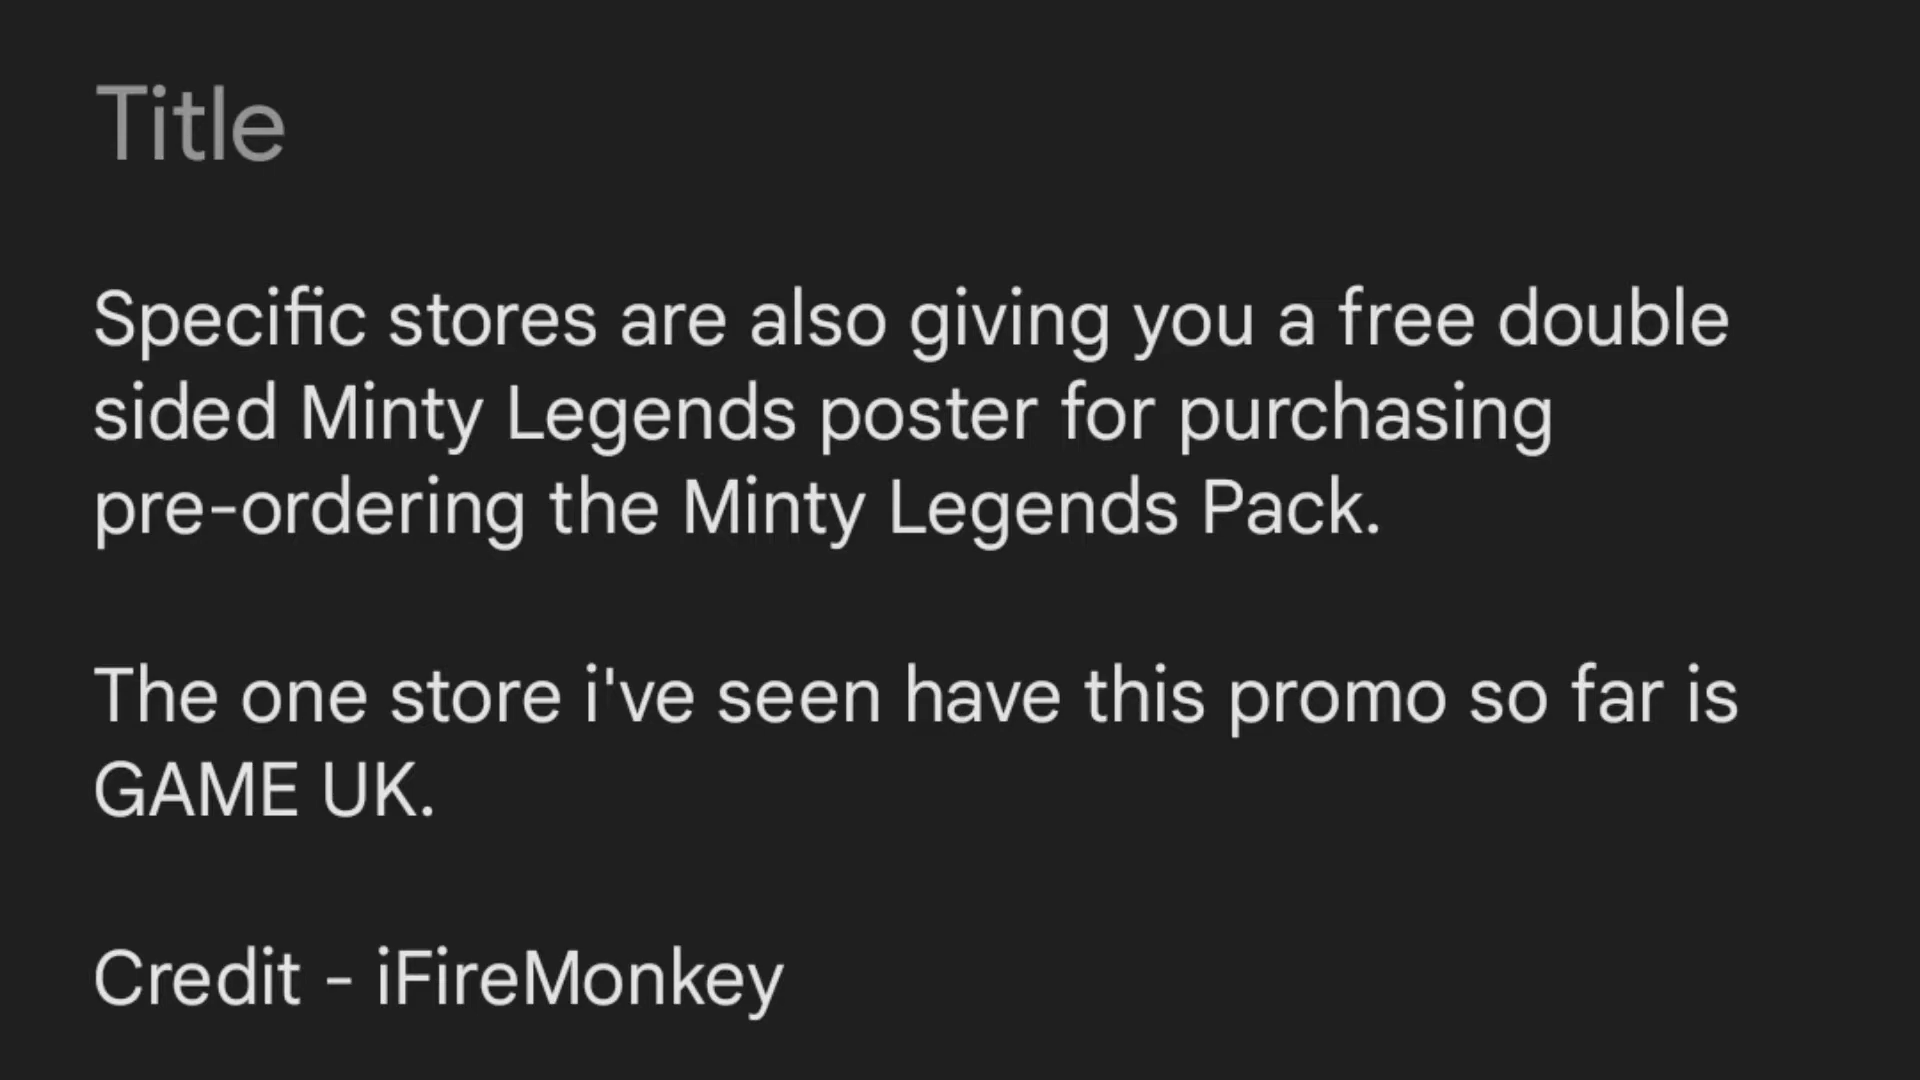 Title
Specific stores are also giving you a free double
sided Minty Legends poster for purchasing
pre-ordering the Minty Legends Pack.
The one store i've seen have this promo so far is
GAME UK.
Credit - iFireMonkey